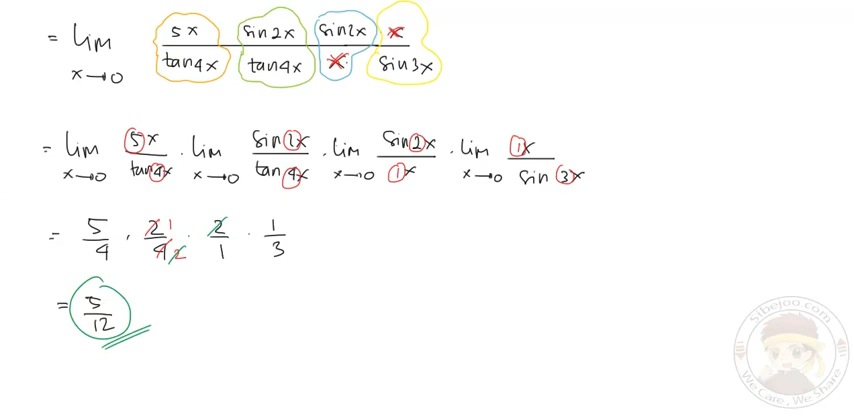 = lim x→0 5x/tan4x sin2x/tan4x sin2x/x x/sin3x
= lim x→0 5x/tan4x · lim x→0 sin2x/tan4x · lim x→0 sin2x/1x · lim x→0 1x/sin3x
= 5/4 · 2/4 1/2 · 2/1 · 1/3
= 5/12
Sibejoo.com
We Care, We Share